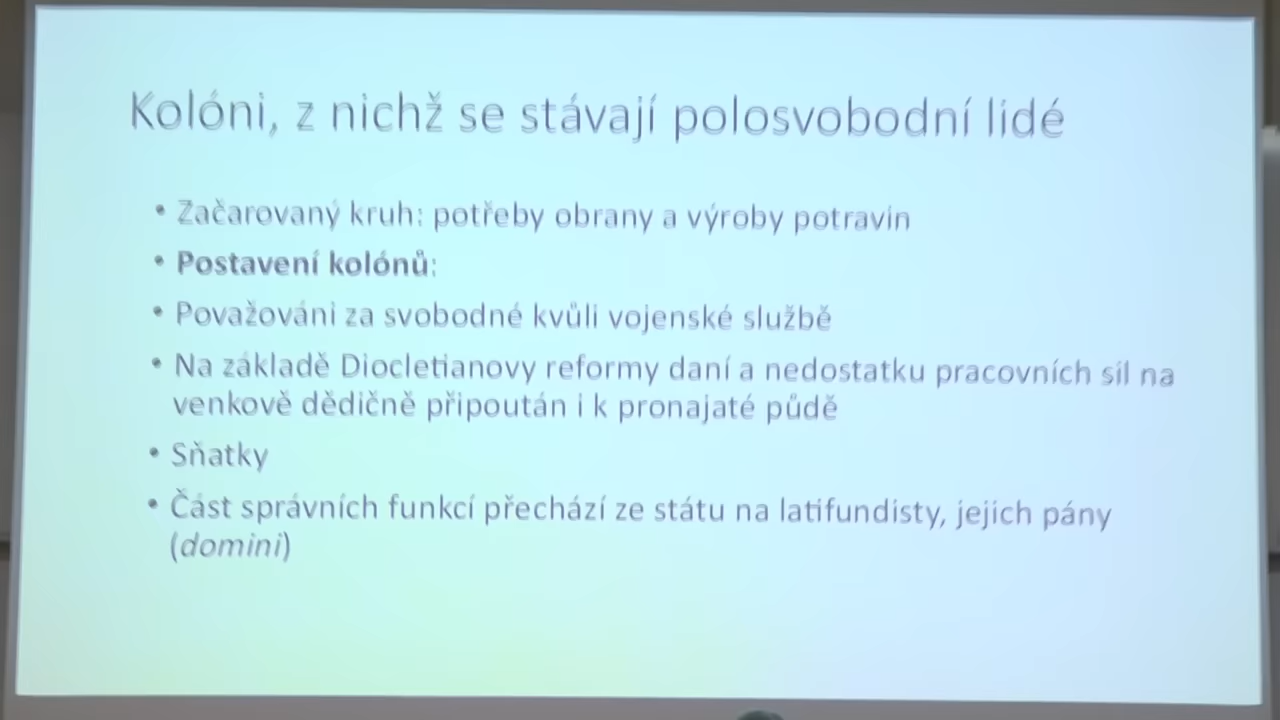 Kolóni, z nichž se stávají polosvobodní lidé
• Začarovaný kruh: potřeby obrany a výroby potravin
• Postavení kolónů:
• Považováni za svobodné kvůli vojenské službě
• Na základě Diocletianovy reformy daní a nedostatku pracovních sil na
venkově dědičně připoután i k pronajaté půdě
• Sňatky
• Část správních funkcí přechází ze státu na latifundisty, jejich pány
(domini)